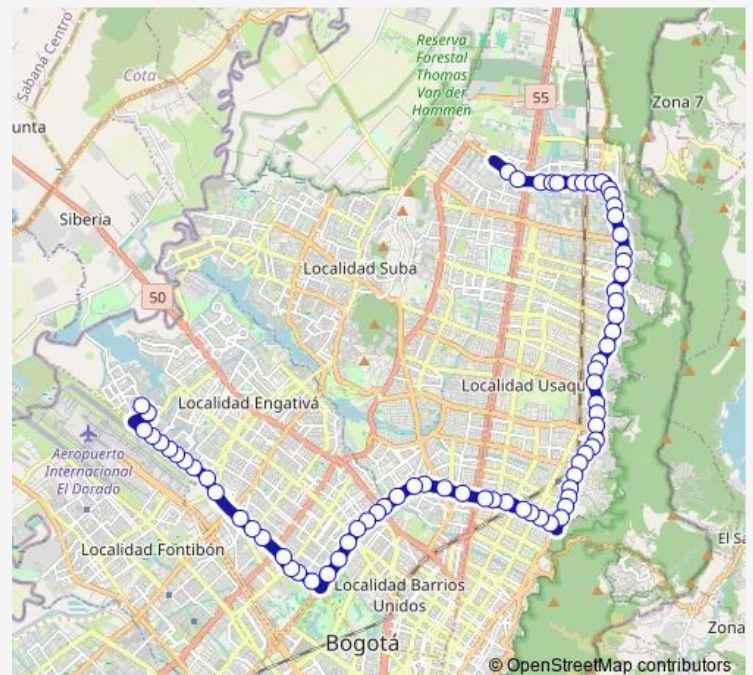 Sabana Centro
Cota
Reserva
Forestal
Thomas
Van der
Hammen
55
Zona 7
unta
Siberia
50
Localidad Suba
Localidad Usaqu
Localidad Engativá
Aeropuerto
Internacional
El Dorado
Localidad Fontibón
El Sa
Localidad Barrios
Unidos
Zona
Bogotá
© OpenStreetMap contributors